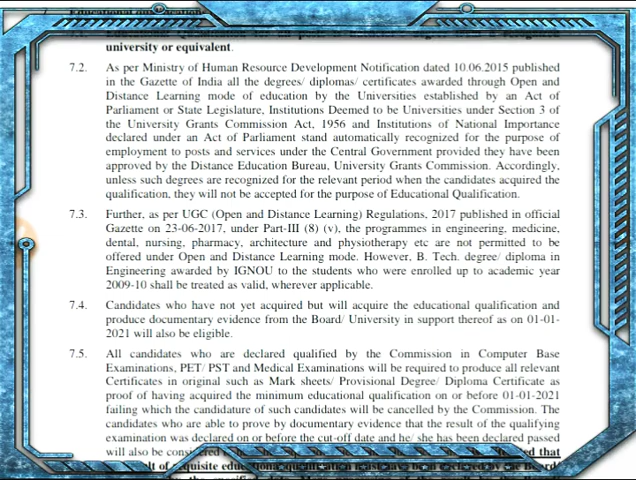 Educational
university or equivalent.
7.2. As per Ministry of Human Resource Development Notification dated 10.06.2015 published
in the Gazette of India all the degrees/ diplomas/ certificates awarded through Open and
Distance Learning mode of education by the Universities established by an Act of
Parliament or State Legislature, Institutions Deemed to be Universities under Section 3 of
the University Grants Commission Act, 1956 and Institutions of National Importance
declared under an Act of Parliament stand automatically recognized for the purpose of
employment to posts and services under the Central Government provided they have been
approved by the Distance Education Bureau, University Grants Commission. Accordingly,
unless such degrees are recognized for the relevant period when the candidates acquired the
qualification, they will not be accepted for the purpose of Educational Qualification.
7.3. Further, as per UGC (Open and Distance Learning) Regulations, 2017 published in official
Gazette on 23-06-2017, under Part-III (8) (v), the programmes in engineering, medicine,
dental, nursing, pharmacy, architecture and physiotherapy etc are not permitted to be
offered under Open and Distance Learning mode. However, B. Tech. degree/ diploma in
Engineering awarded by IGNOU to the students who were enrolled up to academic year
2009-10 shall be treated as valid, wherever applicable.
7.4. Candidates who have not yet acquired but will acquire the educational qualification and
produce documentary evidence from the Board/ University in support thereof as on 01-01-
2021 will also be eligible.
7.5. All candidates who are declared qualified by the Commission in Computer Base
Examinations, PET/ PST and Medical Examinations will be required to produce all relevant
Certificates in original such as Mark sheets/ Provisional Degree/ Diploma Certificate as
proof of having acquired the minimum educational qualification on or before 01-01-2021
failing which the candidature of such candidates will be cancelled by the Commission. The
candidates who are able to prove by documentary evidence that the result of the qualifying
examination was declared on or before the cut-off date and he/ she has been declared passed
will also be that